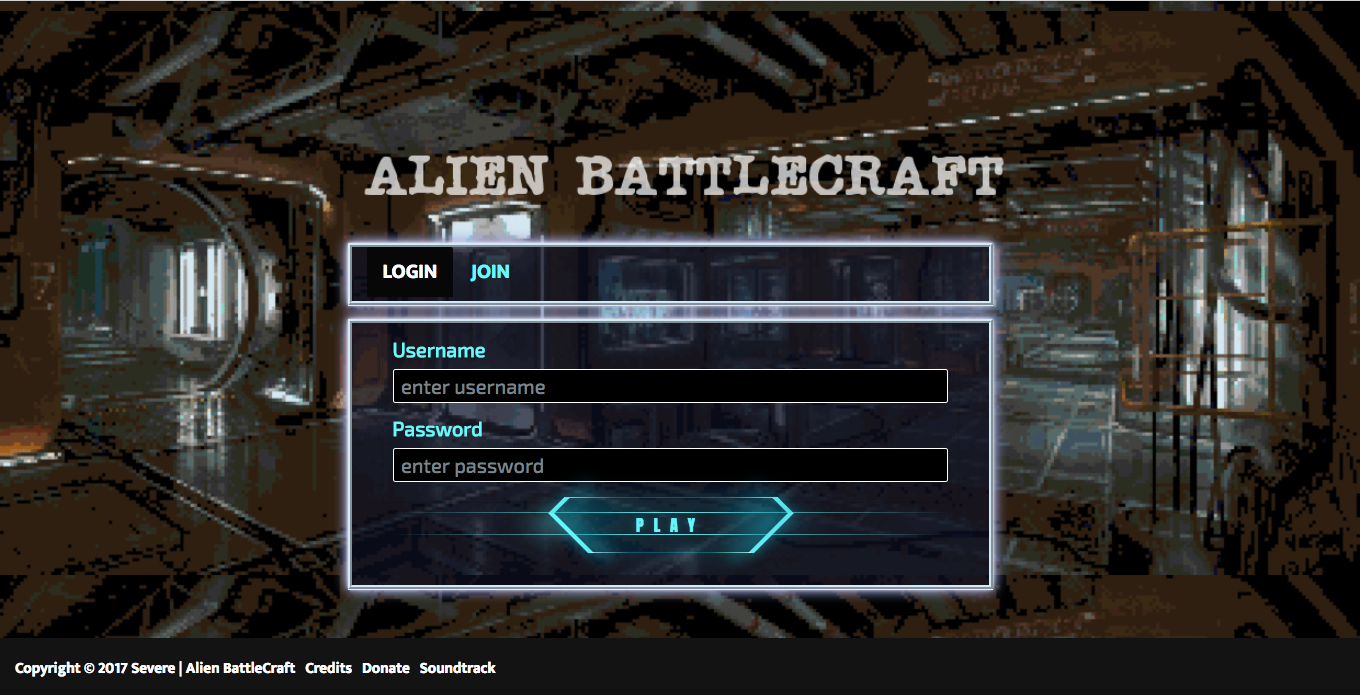 ALIEN BATTLECRAFT
LOGIN JOIN
Username
enter username
Password
enter password
PLAY
Copyright © 2017 Severe | Alien BattleCraft Credits Donate Soundtrack